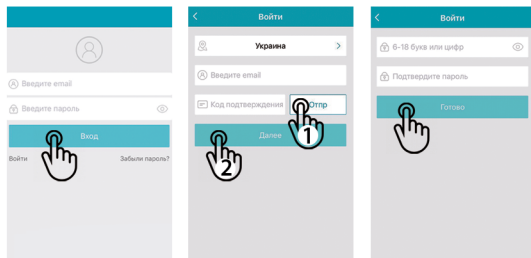 Введите email
Введите пароль
Вход
Войти
Забыли пароль?
Войти
Украина
Введите email
Код подтверждения
Отпр
1
Далее
2
Войти
6-18 букв или цифр
Подтвердите пароль
Готово